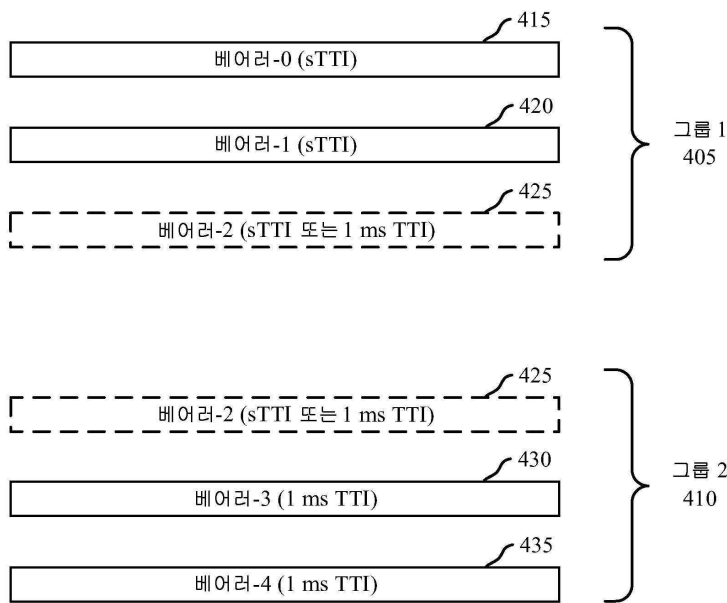 415
베어러-0 (sTTI)
420
베어러-1 (sTTI)
그룹 1
405
425
베어러-2 (sTTI 또는 1 ms TTI)
425
베어러-2 (sTTI 또는 1 ms TTI)
430
베어러-3 (1 ms TTI)
그룹 2
410
435
베어러-4 (1 ms TTI)